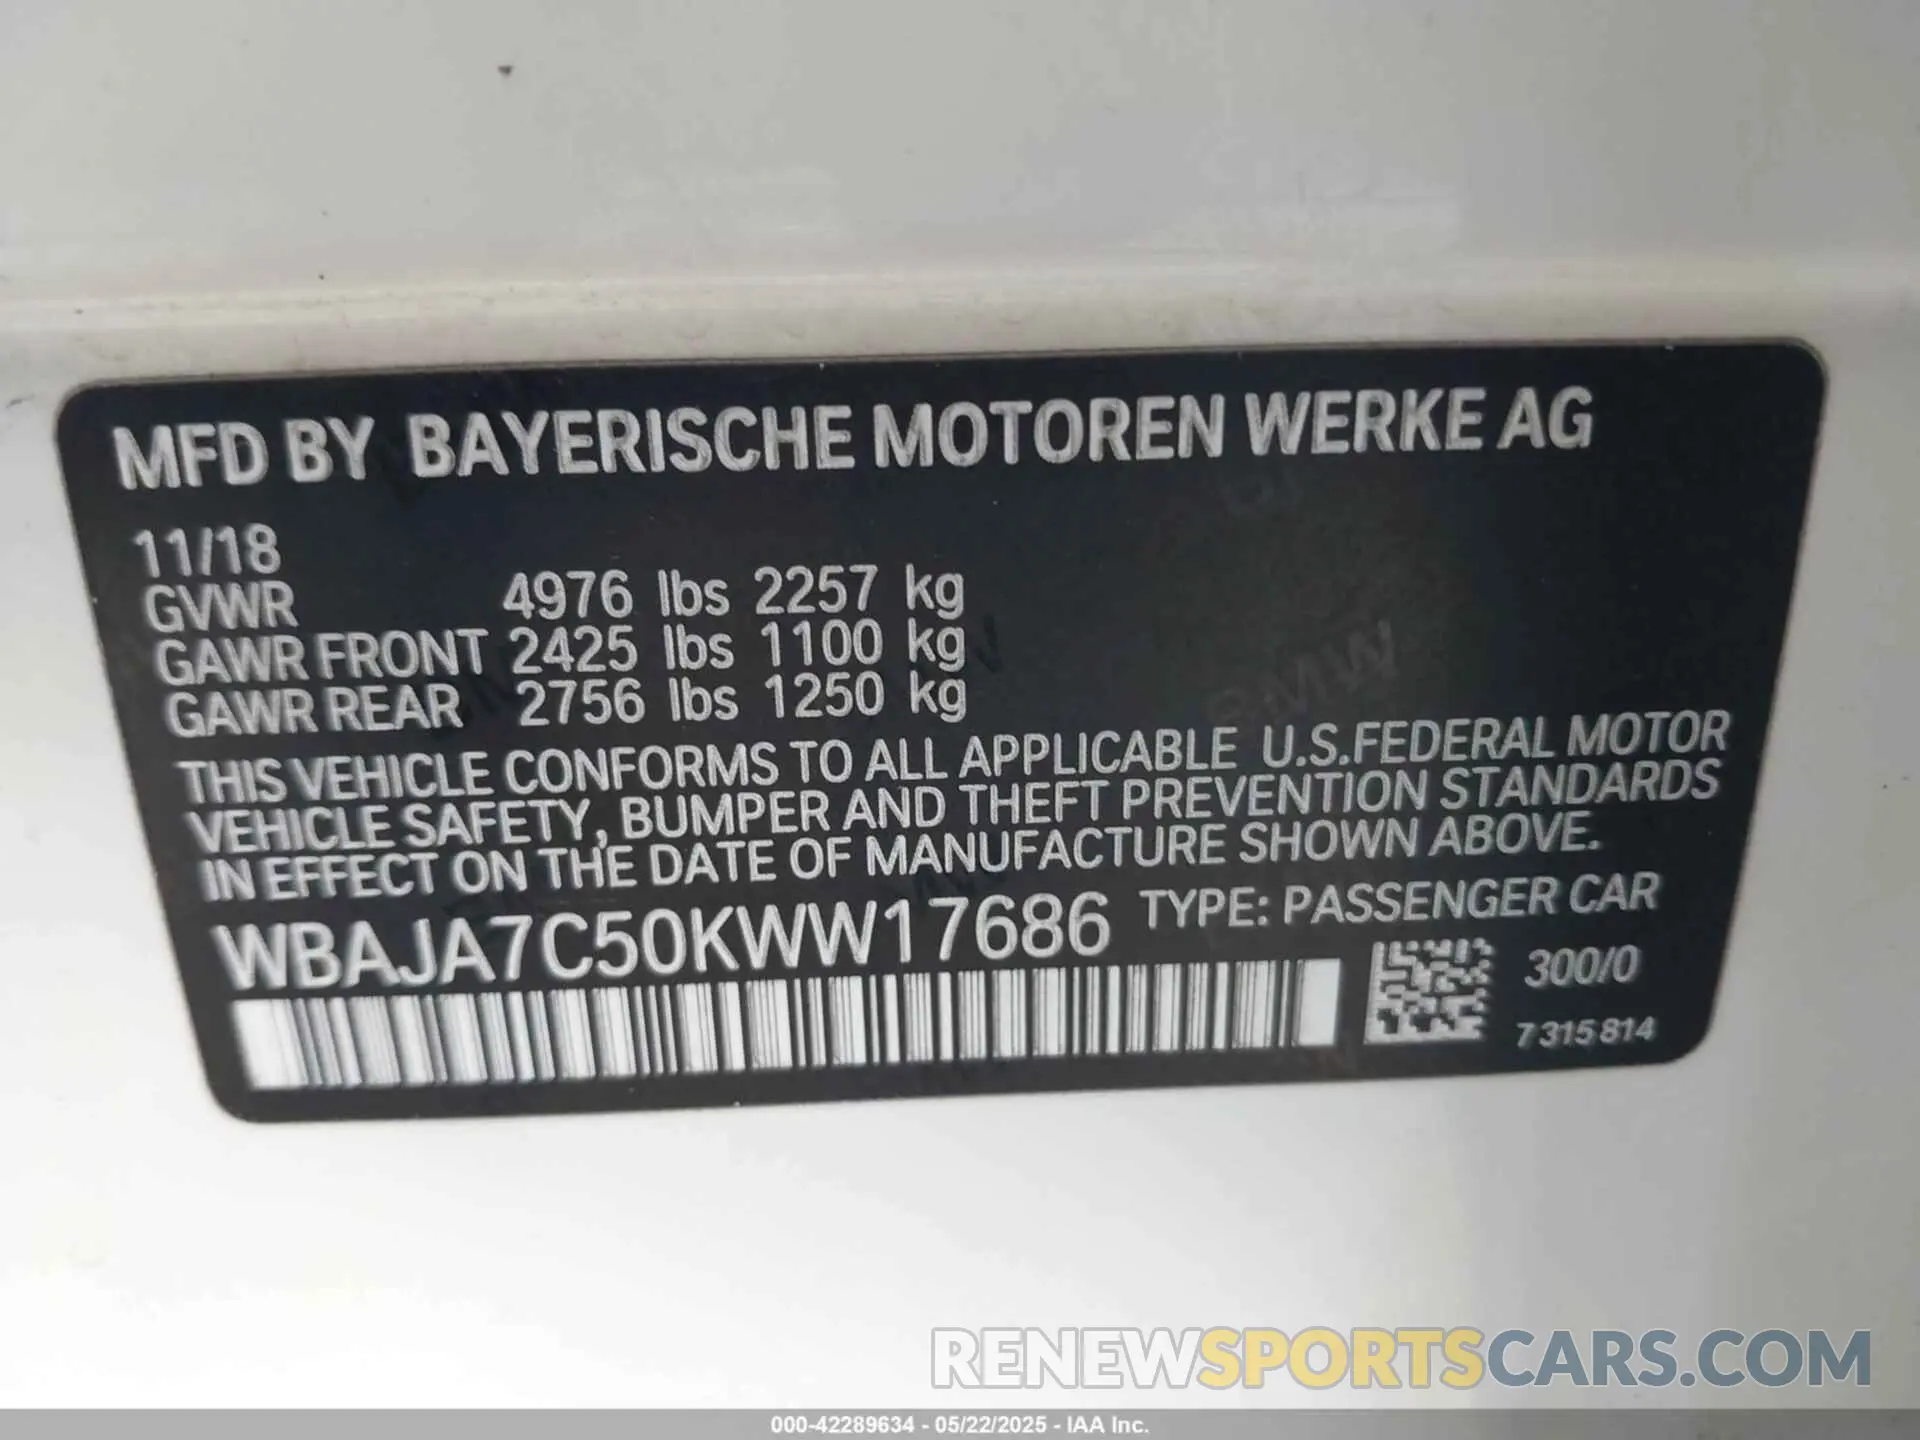 MFD BY BAYERISCHE MOTOREN WERKE AG
11/18
GVWR 4976 lbs 2257 kg
GAWR FRONT 2425 lbs 1100 kg
GAWR REAR 2756 lbs 1250 kg
THIS VEHICLE CONFORMS TO ALL APPLICABLE U.S.FEDERAL MOTOR
VEHICLE SAFETY, BUMPER AND THEFT PREVENTION STANDARDS
IN EFFECT ON THE DATE OF MANUFACTURE SHOWN ABOVE.
WBAJA7C50KWW17686 TYPE: PASSENGER CAR
300/0
7315814
RENEWSPORTSCARS.COM
000-42289634 - 05/22/2025 - IAA Inc.